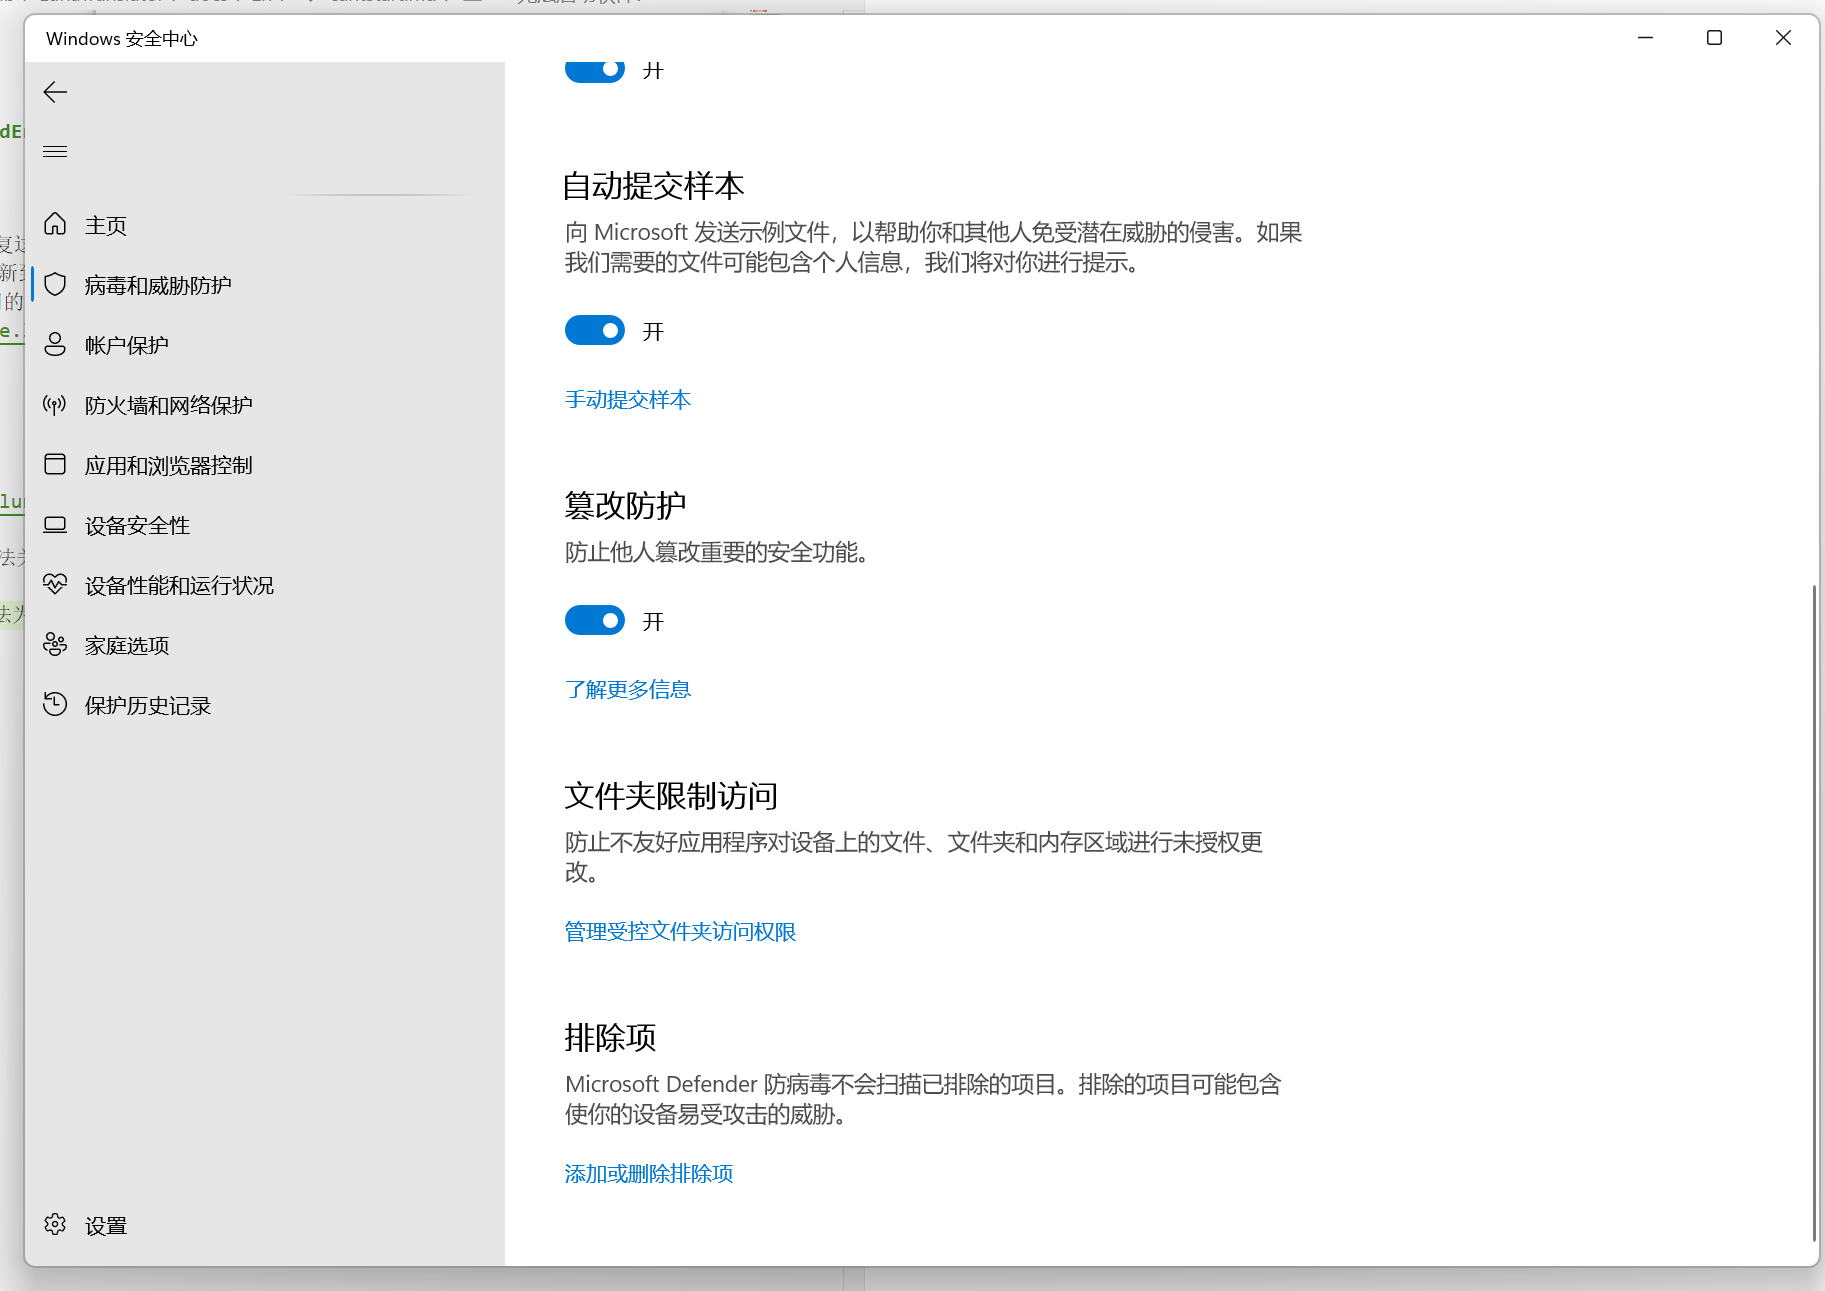 Windows 安全中心
主页
病毒和威胁防护
帐户保护
防火墙和网络保护
应用和浏览器控制
设备安全性
设备性能和运行状况
家庭选项
保护历史记录
设置
开
自动提交样本
向 Microsoft 发送示例文件，以帮助你和其他人免受潜在威胁的侵害。如果
我们需要的文件可能包含个人信息，我们将对你进行提示。
开
手动提交样本
篡改防护
防止他人篡改重要的安全功能。
开
了解更多信息
文件夹限制访问
防止不友好应用程序对设备上的文件、文件夹和内存区域进行未授权更
改。
管理受控文件夹访问权限
排除项
Microsoft Defender 防病毒不会扫描已排除的项目。排除的项目可能包含
使你的设备易受攻击的威胁。
添加或删除排除项